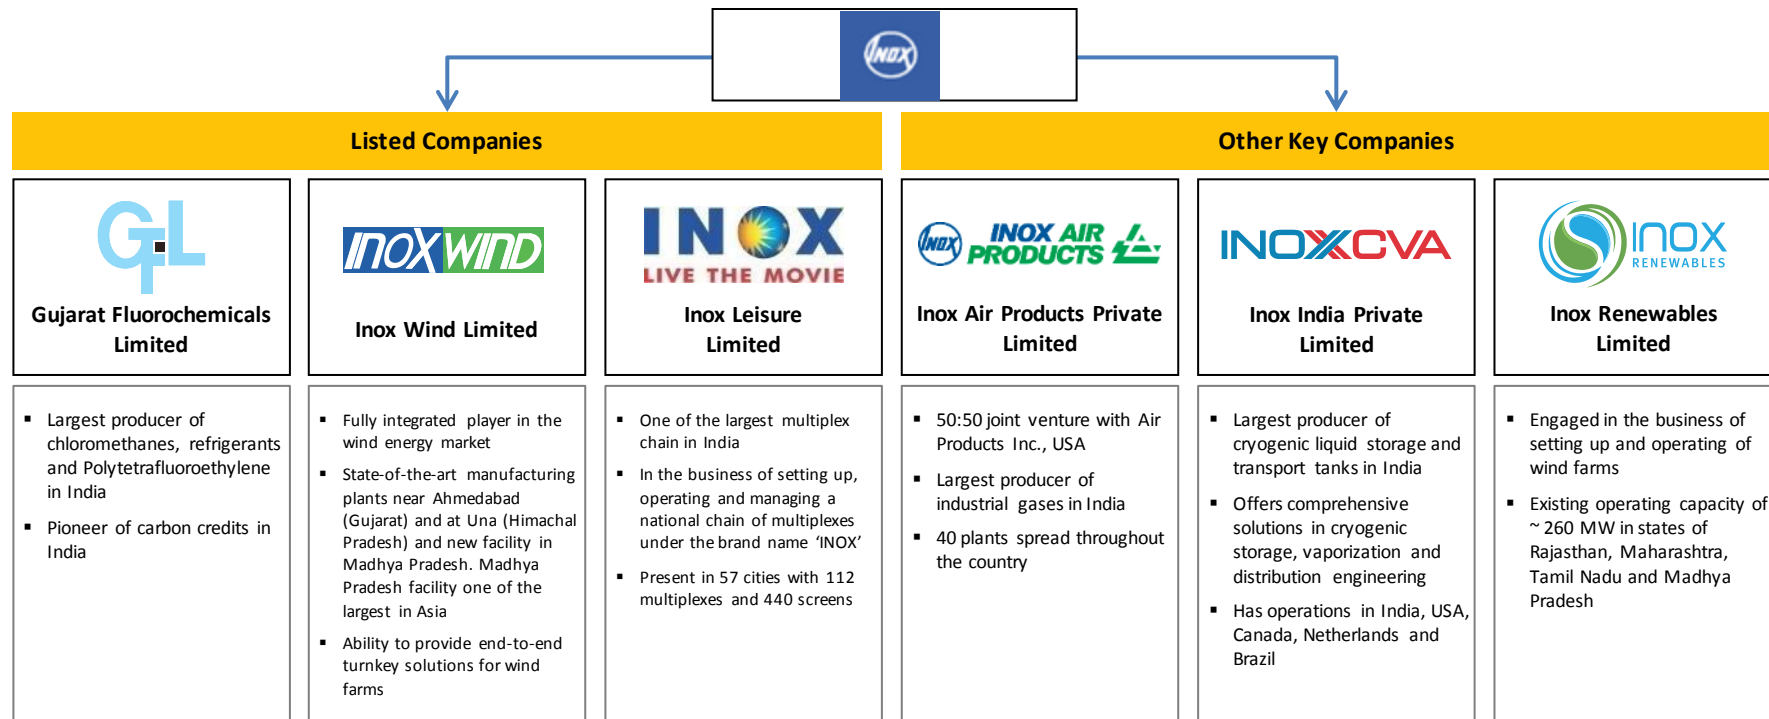 INOX
Listed Companies
Other Key Companies
GFL
Gujarat Fluorochemicals
Limited
INOXWIND
Inox Wind Limited
INOX
LIVE THE MOVIE
Inox Leisure
Limited
INOX
INOX AIR
PRODUCTS
Inox Air Products Private
Limited
INOXCVA
Inox India Private
Limited
INOX
RENEWABLES
Inox Renewables
Limited
▪ Largest producer of
chloromethanes, refrigerants
and Polytetrafluoroethylene
in India
▪ Pioneer of carbon credits in
India
▪ Fully integrated player in the
wind energy market
▪ State-of-the-art manufacturing
plants near Ahmedabad
(Gujarat) and at Una (Himachal
Pradesh) and new facility in
Madhya Pradesh. Madhya
Pradesh facility one of the
largest in Asia
▪ Ability to provide end-to-end
turnkey solutions for wind
farms
▪ One of the largest multiplex
chain in India
▪ In the business of setting up,
operating and managing a
national chain of multiplexes
under the brand name ‘INOX’
▪ Present in 57 cities with 112
multiplexes and 440 screens
▪ 50:50 joint venture with Air
Products Inc., USA
▪ Largest producer of
industrial gases in India
▪ 40 plants spread throughout
the country
▪ Largest producer of
cryogenic liquid storage and
transport tanks in India
▪ Offers comprehensive
solutions in cryogenic
storage, vaporization and
distribution engineering
▪ Has operations in India, USA,
Canada, Netherlands and
Brazil
▪ Engaged in the business of
setting up and operating of
wind farms
▪ Existing operating capacity of
~ 260 MW in states of
Rajasthan, Maharashtra,
Tamil Nadu and Madhya
Pradesh